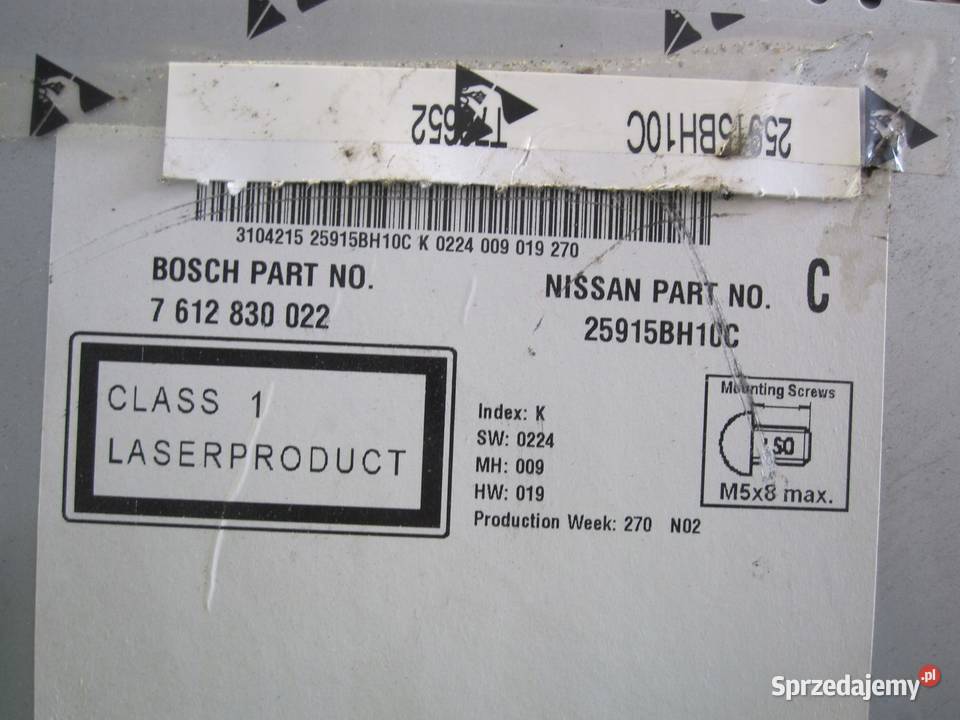 25915BH10C
3104215 25915BH10C K 0224 009 019 270
BOSCH PART NO.
7 612 830 022
NISSAN PART NO.
25915BH10C
C
CLASS 1
LASERPRODUCT
Index: K
SW: 0224
MH: 009
HW: 019
Production Week: 270 N02
Mounting Screws
ISO
M5x8 max.
Sprzedajemy.pl